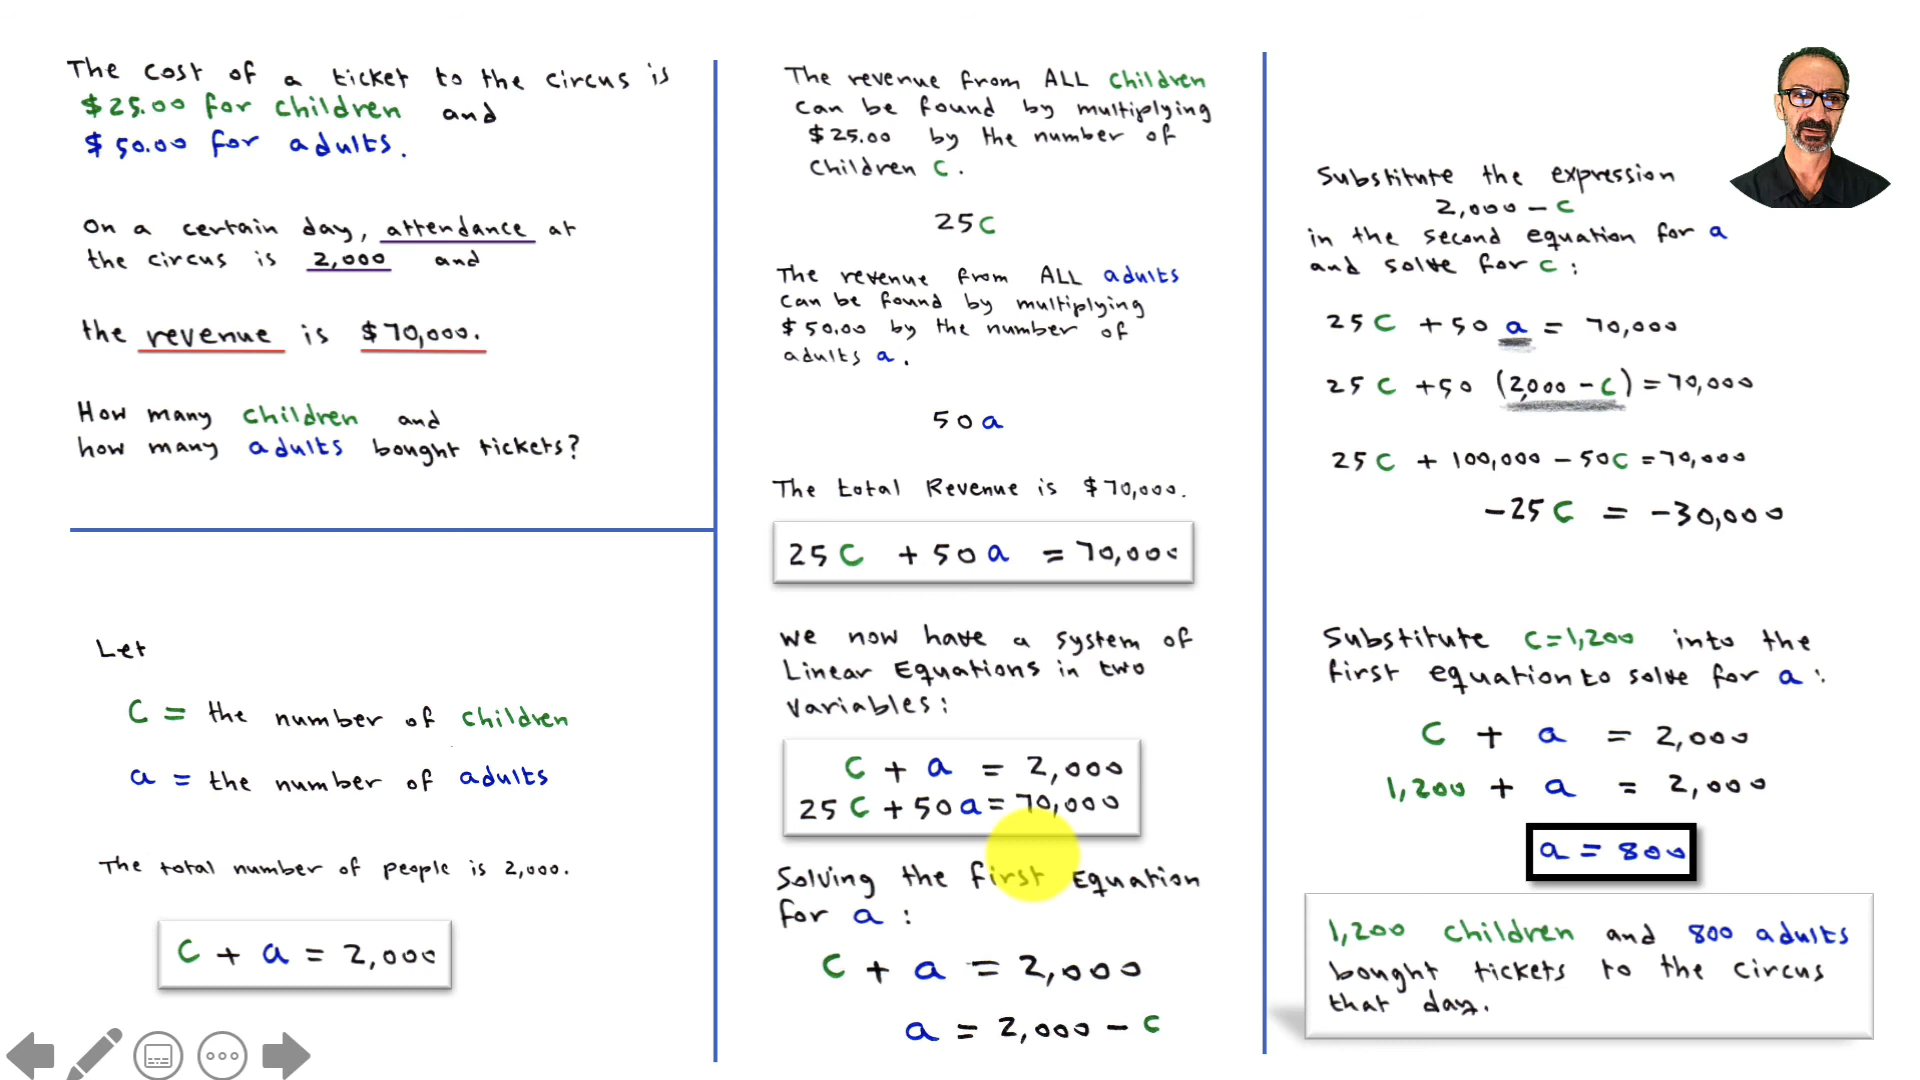 The cost of a ticket to the circus is
$25.00 for children and
$50.00 for adults.
On a certain day, attendance at
the circus is 2,000 and
the revenue is $70,000.
How many children and
how many adults bought tickets?
Let
C = the number of children
a = the number of adults
The total number of people is 2,000.
C + a = 2,000
The revenue from ALL children
can be found by multiplying
$25.00 by the number of
children C.
25C
The revenue from ALL adults
can be found by multiplying
$50.00 by the number of
adults a.
50a
The total Revenue is $70,000.
25C + 50a = 70,000
We now have a system of
Linear Equations in two
variables:
C + a = 2,000
25C + 50a = 70,000
Solving the first Equation
for a:
C + a = 2,000
a = 2,000 - C
Substitute the expression
2,000 - C
in the second equation for a
and solve for C:
25C + 50a = 70,000
25C + 50 (2,000 - C) = 70,000
25C + 100,000 - 50C = 70,000
-25C = -30,000
Substitute C=1,200 into the
first equation to solve for a:
C + a = 2,000
1,200 + a = 2,000
a = 800
1,200 children and 800 adults
bought tickets to the circus
that day.